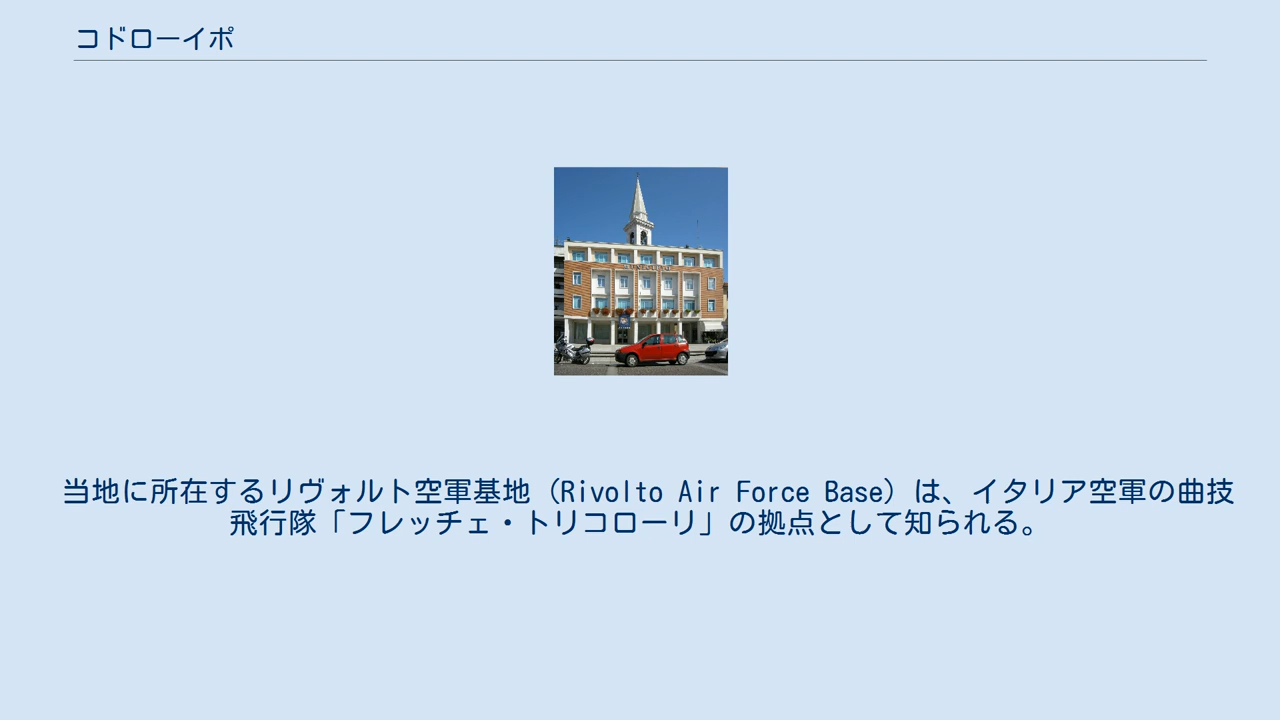 コドローイポ
当地に所在するリヴォルト空軍基地（Rivolto Air Force Base）は、イタリア空軍の曲技
飛行隊「フレッチェ・トリコローリ」の拠点として知られる。